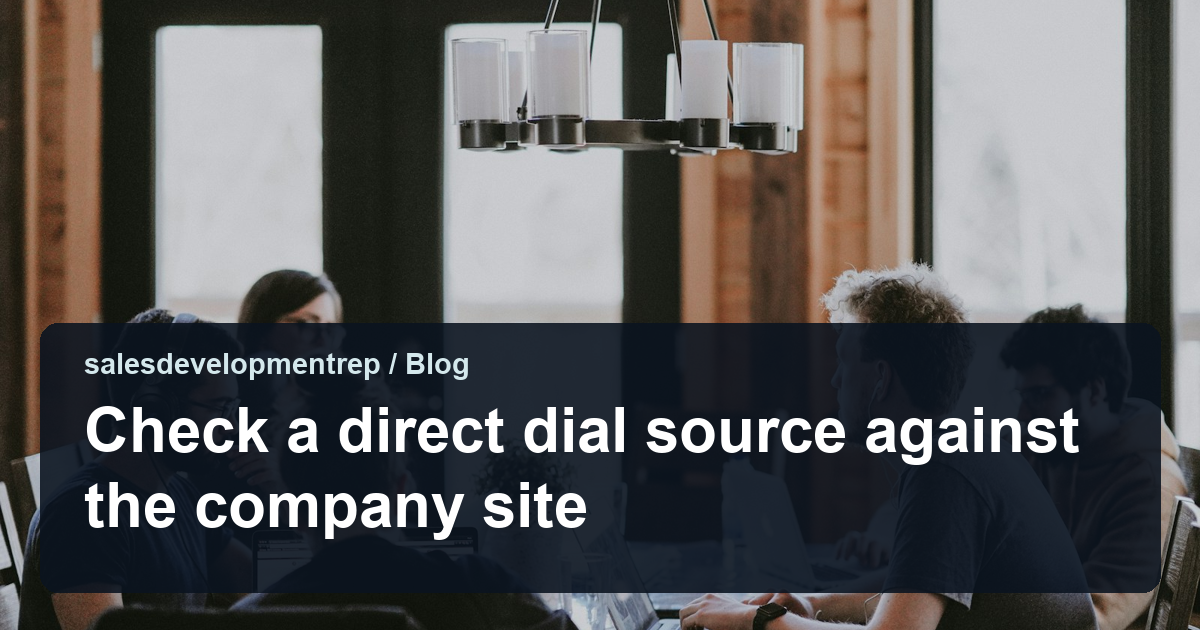 salesdevelopmentrep / Blog
Check a direct dial source against
the company site